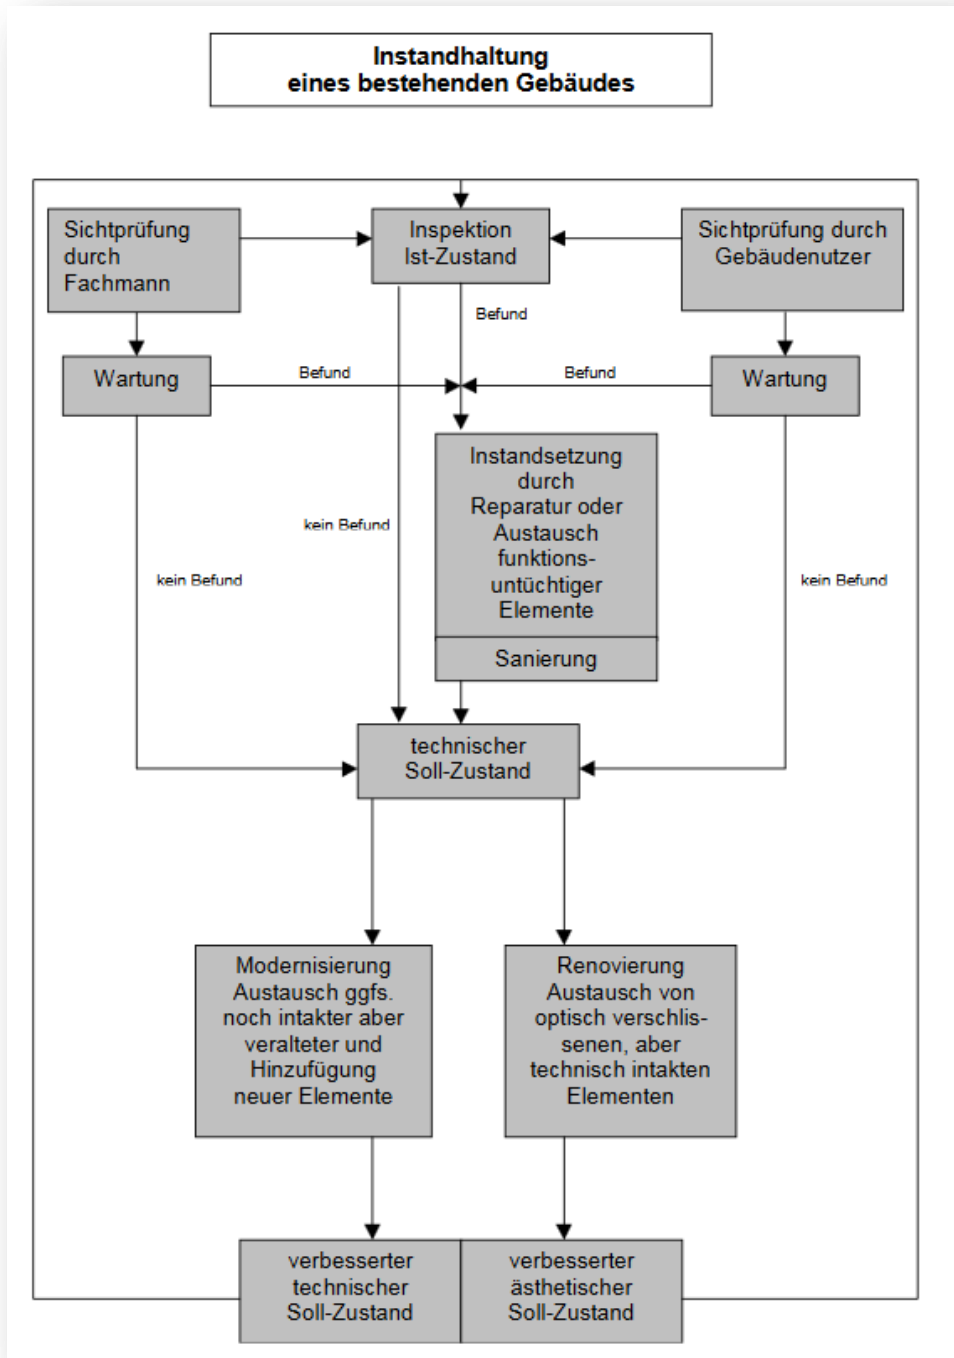 Instandhaltung
eines bestehenden Gebäudes
Sichtprüfung
durch
Fachmann
Inspektion
Ist-Zustand
Sichtprüfung durch
Gebäudenutzer
Befund
Wartung
Befund
Befund
Wartung
Instandsetzung
durch
Reparatur oder
Austausch
funktions-
untüchtiger
Elemente
kein Befund
kein Befund
kein Befund
Sanierung
technischer
Soll-Zustand
Modernisierung
Austausch ggfs.
noch intakter aber
veralteter und
Hinzufügung
neuer Elemente
Renovierung
Austausch von
optisch verschlis-
senen, aber
technisch intakten
Elementen
verbesserter
technischer
Soll-Zustand
verbesserter
ästhetischer
Soll-Zustand